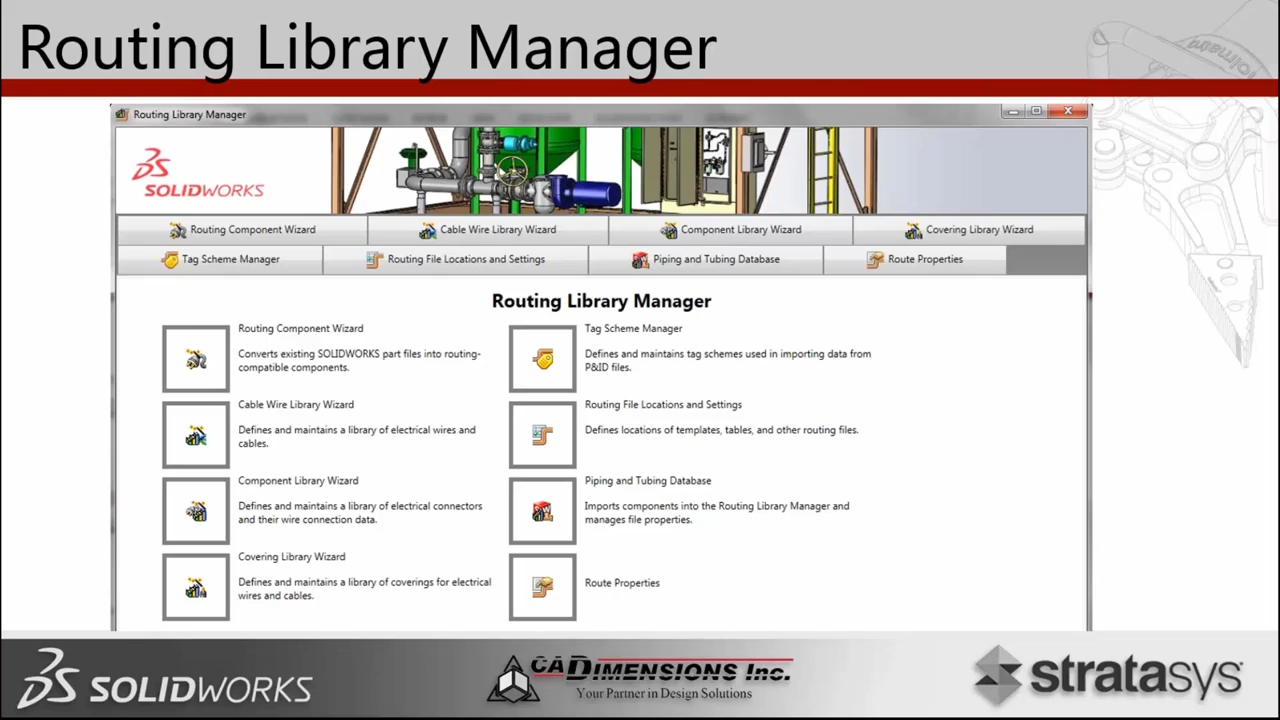 Routing Library Manager
Routing Library Manager
SOLIDWORKS
Routing Component Wizard
Cable Wire Library Wizard
Component Library Wizard
Covering Library Wizard
Tag Scheme Manager
Routing File Locations and Settings
Piping and Tubing Database
Route Properties
Routing Library Manager
Routing Component Wizard
Converts existing SOLIDWORKS part files into routing-
compatible components.
Cable Wire Library Wizard
Defines and maintains a library of electrical wires and
cables.
Component Library Wizard
Defines and maintains a library of electrical connectors
and their wire connection data.
Covering Library Wizard
Defines and maintains a library of coverings for electrical
wires and cables.
Tag Scheme Manager
Defines and maintains tag schemes used in importing data from
P&ID files.
Routing File Locations and Settings
Defines locations of templates, tables, and other routing files.
Piping and Tubing Database
Imports components into the Routing Library Manager and
manages file properties.
Route Properties
SOLIDWORKS
CADIMENSIONS Inc.
Your Partner in Design Solutions
stratasys